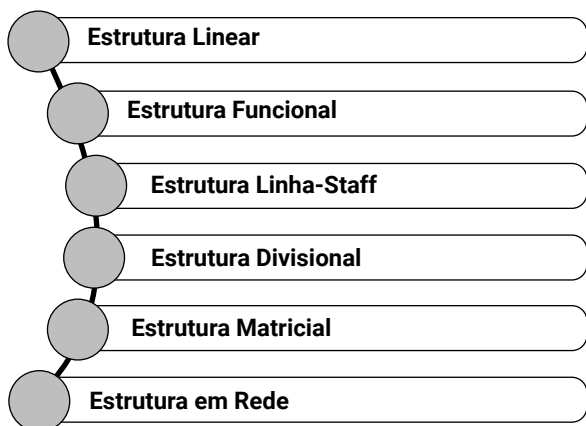 Estrutura Linear
Estrutura Funcional
Estrutura Linha-Staff
Estrutura Divisional
Estrutura Matricial
Estrutura em Rede